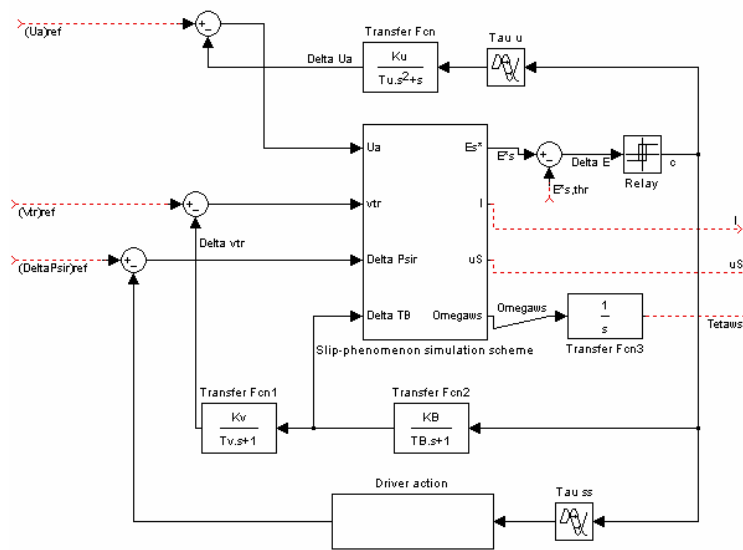 (Ua)ref
+
-
Transfer Fcn
Delta Ua
Ku
Tu.s²+s
Tau u
Ua
Es*
E*s
+
-
Delta E
E*s,thr
Relay
c
(vtr)ref
+
-
vtr
I
I
Delta vtr
(DeltaPsir)ref
+
-
Delta Psir
uS
uS
Delta TB
Omegaws
Omegaws
1
s
Tetaws
Slip-phenomenon simulation scheme
Transfer Fcn3
Transfer Fcn1
Kv
Tv.s+1
Transfer Fcn2
KB
TB.s+1
Driver action
Tau ss